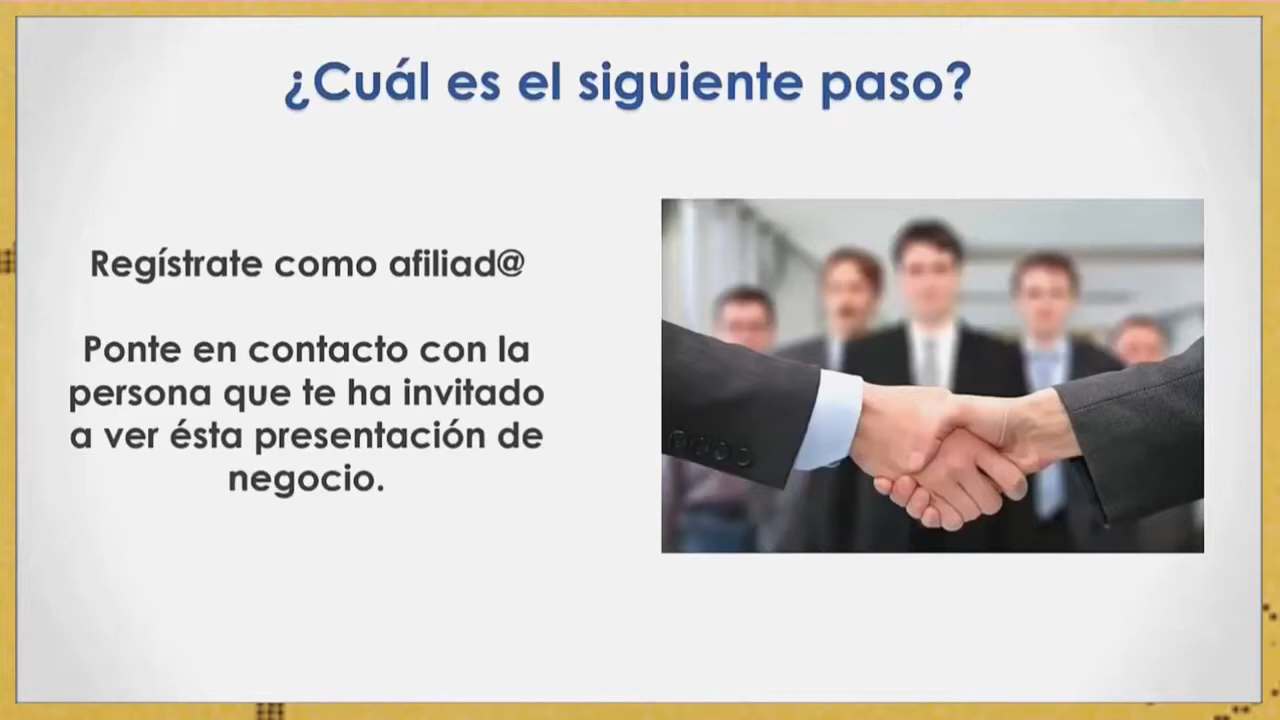 ¿Cuál es el siguiente paso?
Regístrate como afiliad@
Ponte en contacto con la
persona que te ha invitado
a ver ésta presentación de
negocio.